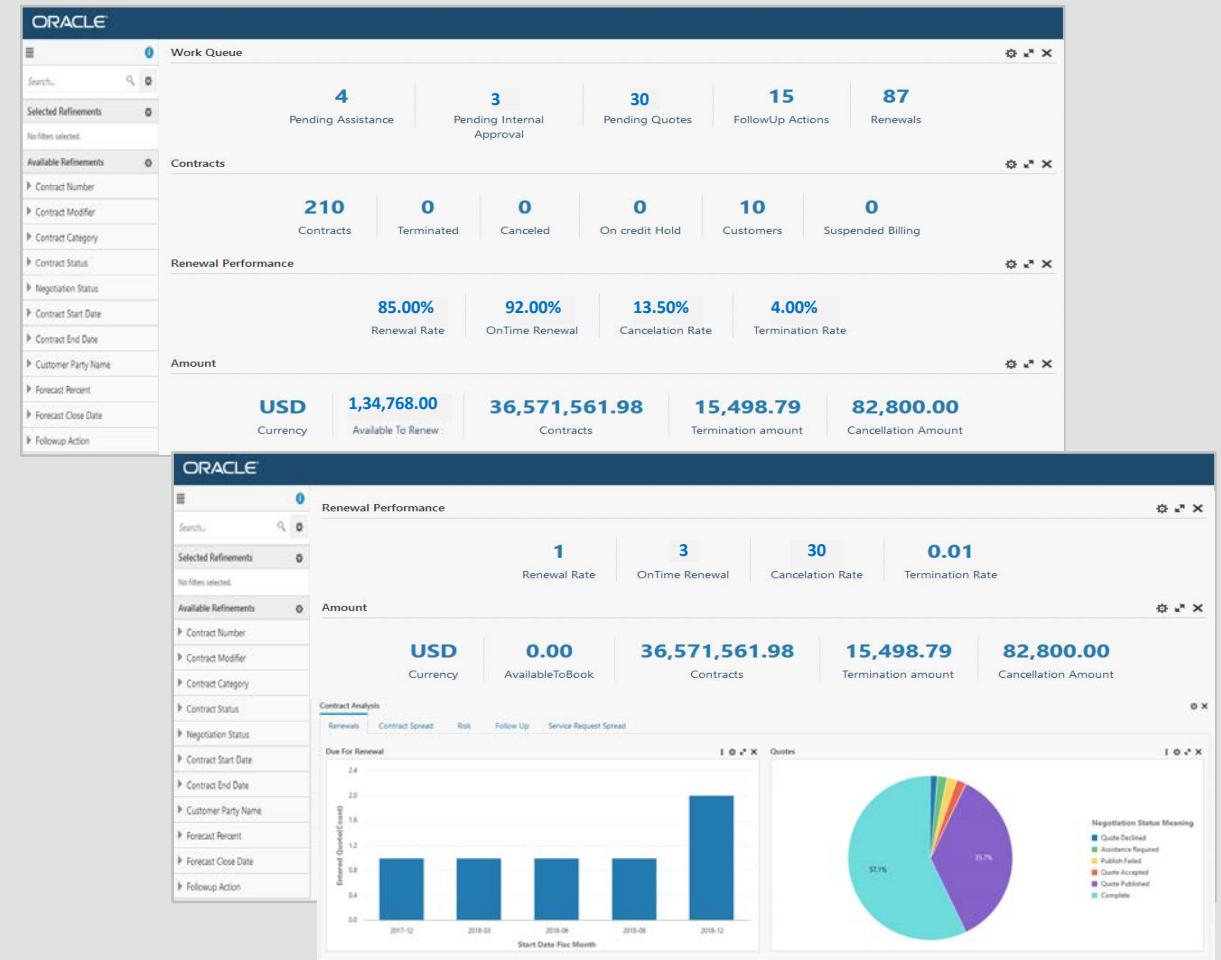 ORACLE
Work Queue
Search...
4
3
30
15
87
Pending Assistance
Pending Internal
Approval
Pending Quotes
FollowUp Actions
Renewals
Selected Refinements
No filters selected.
Available Refinements
Contract Number
Contract Modifier
Contract Category
Contract Status
Negotiation Status
Contract Start Date
Contract End Date
Customer Party Name
Forecast Percent
Forecast Close Date
Followup Action
Contracts
210
0
0
0
10
0
Contracts
Terminated
Canceled
On credit Hold
Customers
Suspended Billing
Renewal Performance
85.00%
92.00%
13.50%
4.00%
Renewal Rate
OnTime Renewal
Cancelation Rate
Termination Rate
Amount
USD
1,34,768.00
36,571,561.98
15,498.79
82,800.00
Currency
Available To Renew :
Contracts
Termination amount
Cancellation Amount
ORACLE
Search...
Selected Refinements
No filters selected.
Available Refinements
Contract Number
Contract Modifier
Contract Category
Contract Status
Negotiation Status
Contract Start Date
Contract End Date
Customer Party Name
Forecast Percent
Forecast Close Date
Followup Action
Renewal Performance
1
3
30
0.01
Renewal Rate
OnTime Renewal
Cancelation Rate
Termination Rate
Amount
USD
0.00
36,571,561.98
15,498.79
82,800.00
Currency
AvailableToBook
Contracts
Termination amount
Cancellation Amount
Contract Analysis
Renewals
Contract Spread
Risk
Follow Up
Service Request Spread
Due For Renewal
2.4
2.0
1.6
1.2
0.8
0.4
0.0
Entered Quote(Count)
2017-12
2018-03
2018-06
2018-09
2018-12
Start Date Fisc Month
Quotes
57.1%
35.7%
Negotiation Status Meaning
Quote Declined
Assistance Required
Publish Failed
Quote Accepted
Quote Published
Complete